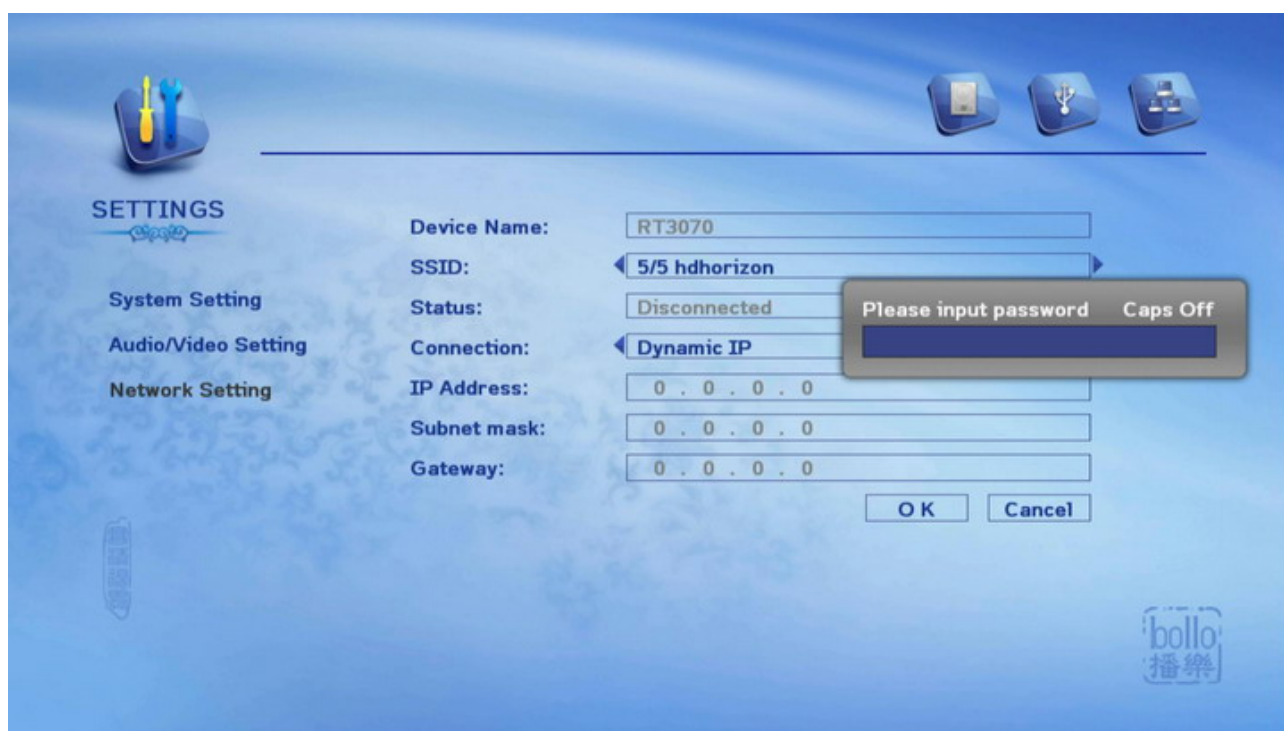 SETTINGS
System Setting
Audio/Video Setting
Network Setting
Device Name: RT3070
SSID: 5/5 hdhorizon
Status: Disconnected
Connection: Dynamic IP
IP Address: 0 . 0 . 0 . 0
Subnet mask: 0 . 0 . 0 . 0
Gateway: 0 . 0 . 0 . 0
Please input password Caps Off
OK Cancel
bollo
播樂